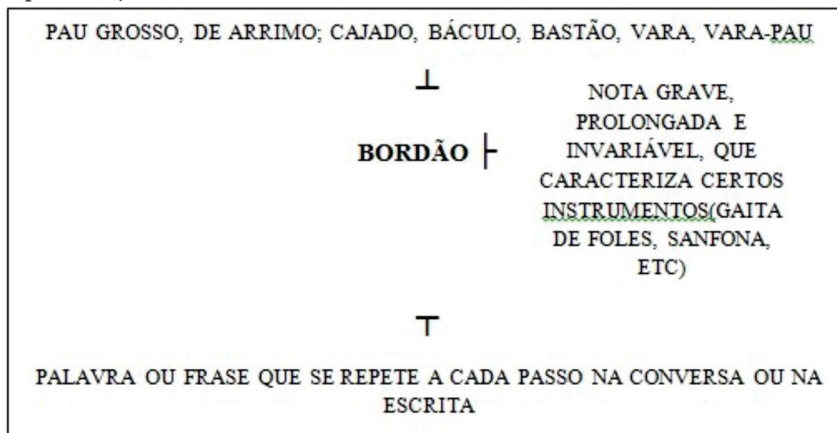 PAU GROSSO, DE ARRIMO; CAJADO, BÁCULO, BASTÃO, VARA, VARA-PAU
BORDÃO
NOTA GRAVE,
PROLONGADA E
INVARIÁVEL, QUE
CARACTERIZA CERTOS
INSTRUMENTOS(GAITA
DE FOLES, SANFONA,
ETC)
PALAVRA OU FRASE QUE SE REPETE A CADA PASSO NA CONVERSA OU NA
ESCRITA